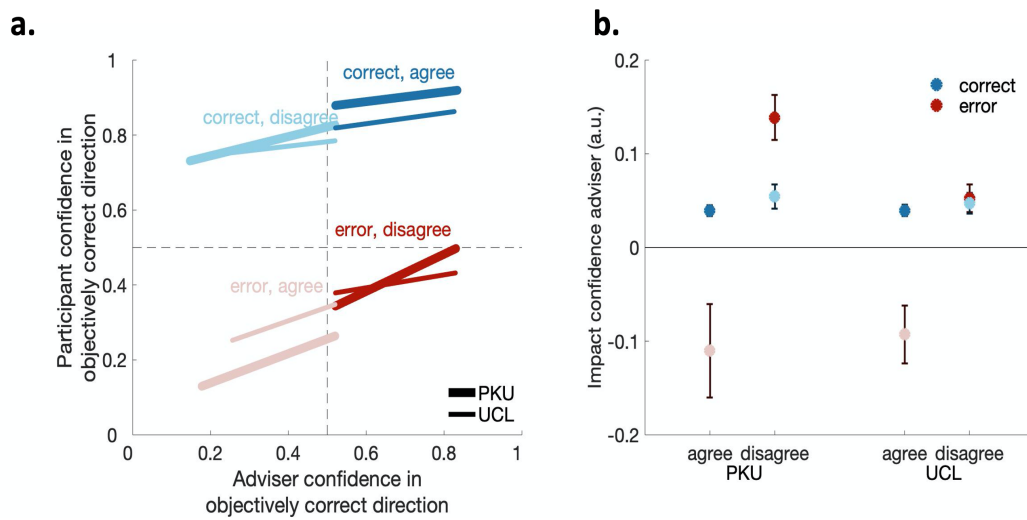 a.
Participant confidence in
objectively correct direction
1
0.8
0.6
0.4
0.2
0
correct, agree
correct, disagree
error, disagree
error, agree
PKU
UCL
0 0.2 0.4 0.6 0.8 1
Adviser confidence in
objectively correct direction
b.
Impact confidence adviser (a.u.)
0.2
0.1
0
-0.1
-0.2
correct
error
agree disagree agree disagree
PKU UCL